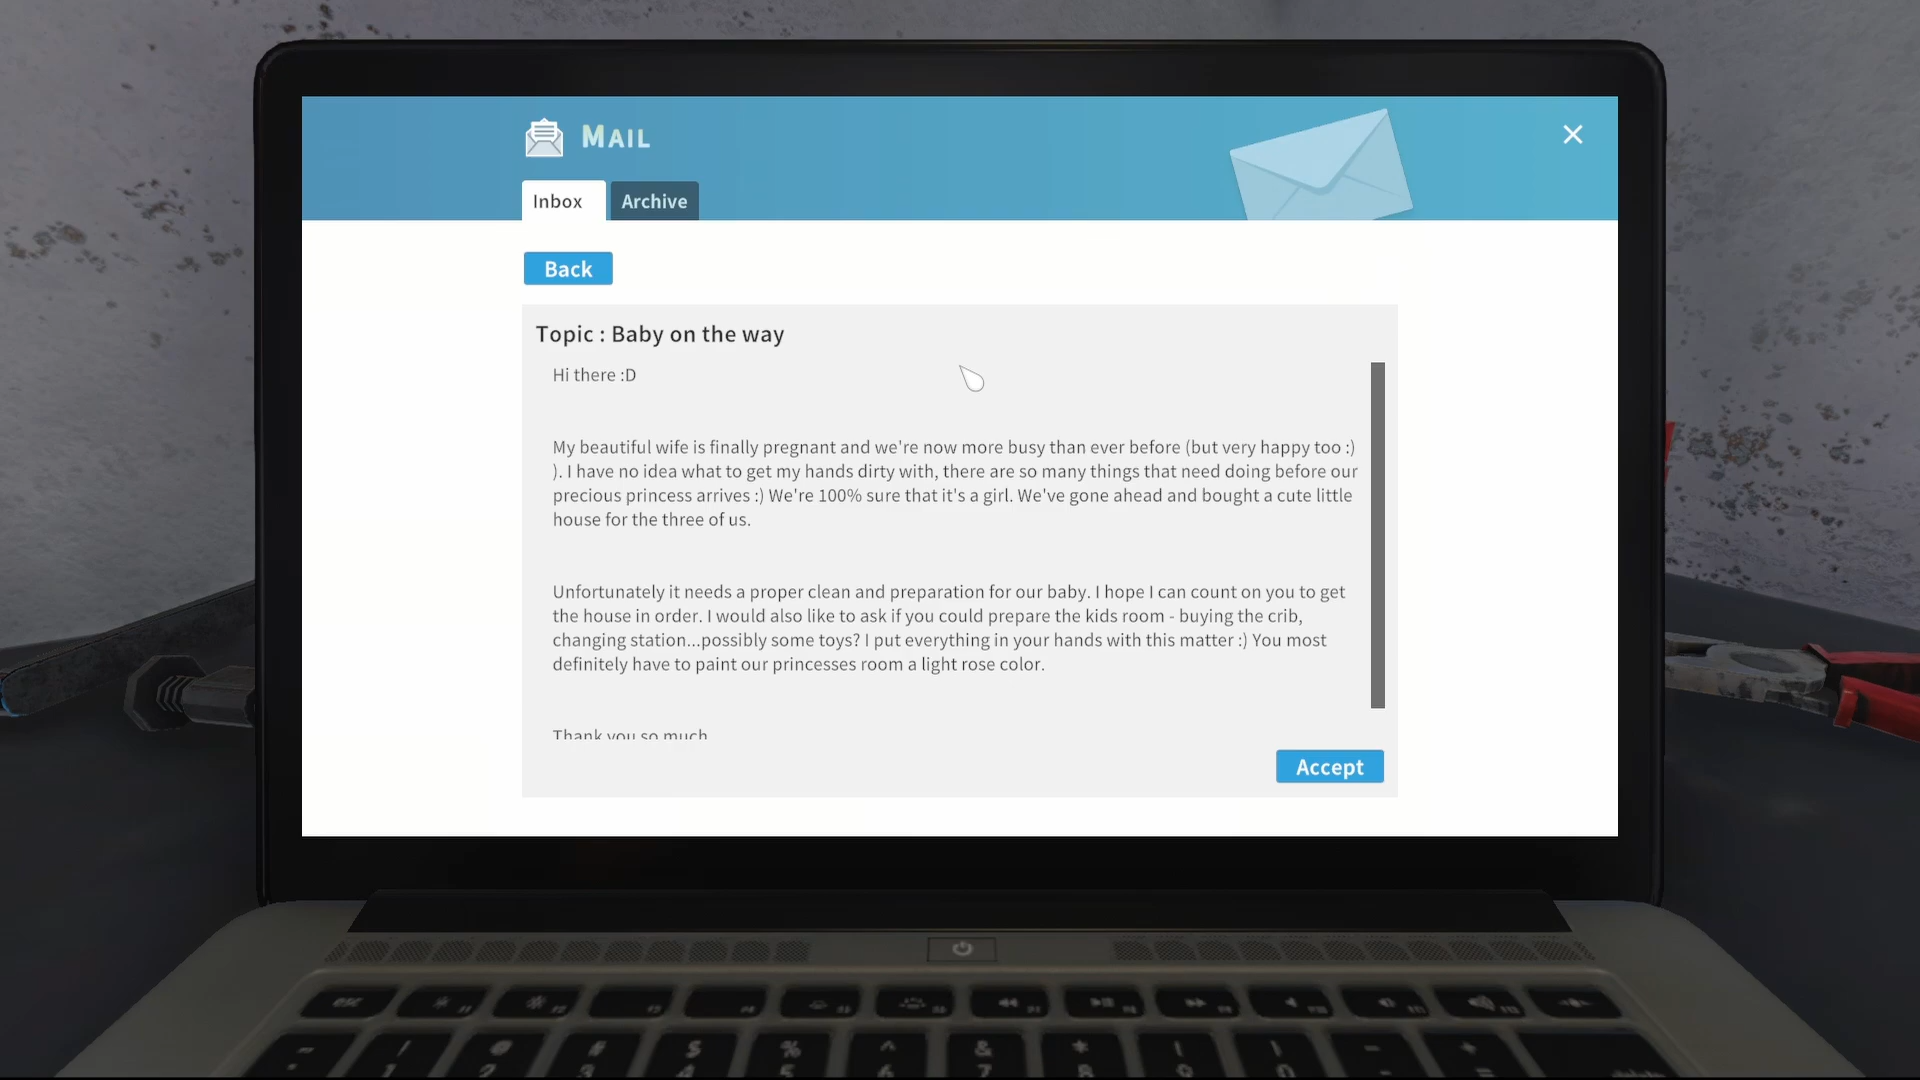 MAIL
Inbox
Archive
Back
Topic : Baby on the way
Hi there :D
My beautiful wife is finally pregnant and we're now more busy than ever before (but very happy too :)
). I have no idea what to get my hands dirty with, there are so many things that need doing before our
precious princess arrives :) We're 100% sure that it's a girl. We've gone ahead and bought a cute little
house for the three of us.
Unfortunately it needs a proper clean and preparation for our baby. I hope I can count on you to get
the house in order. I would also like to ask if you could prepare the kids room - buying the crib,
changing station...possibly some toys? I put everything in your hands with this matter :) You most
definitely have to paint our princesses room a light rose color.
Thank you so much
Accept
esc